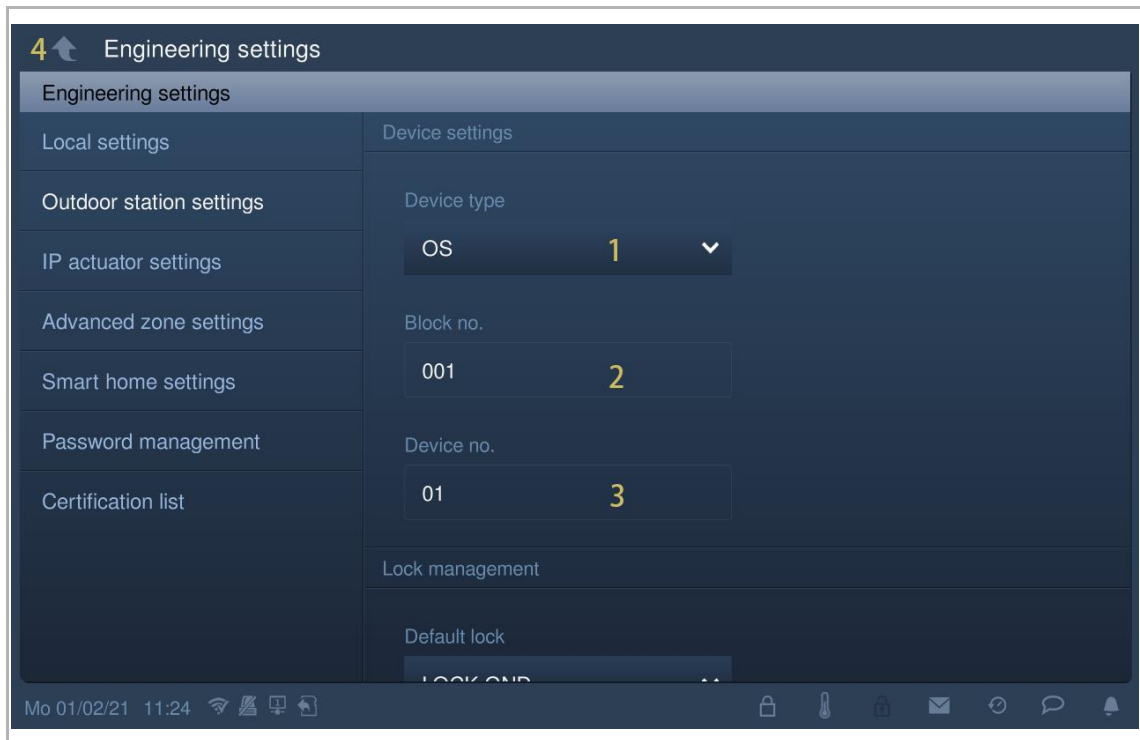 4 Engineering settings
Engineering settings
Local settings
Outdoor station settings
IP actuator settings
Advanced zone settings
Smart home settings
Password management
Certification list
Device settings
Device type
OS 1
Block no.
001 2
Device no.
01 3
Lock management
Default lock
Mo 01/02/21 11:24